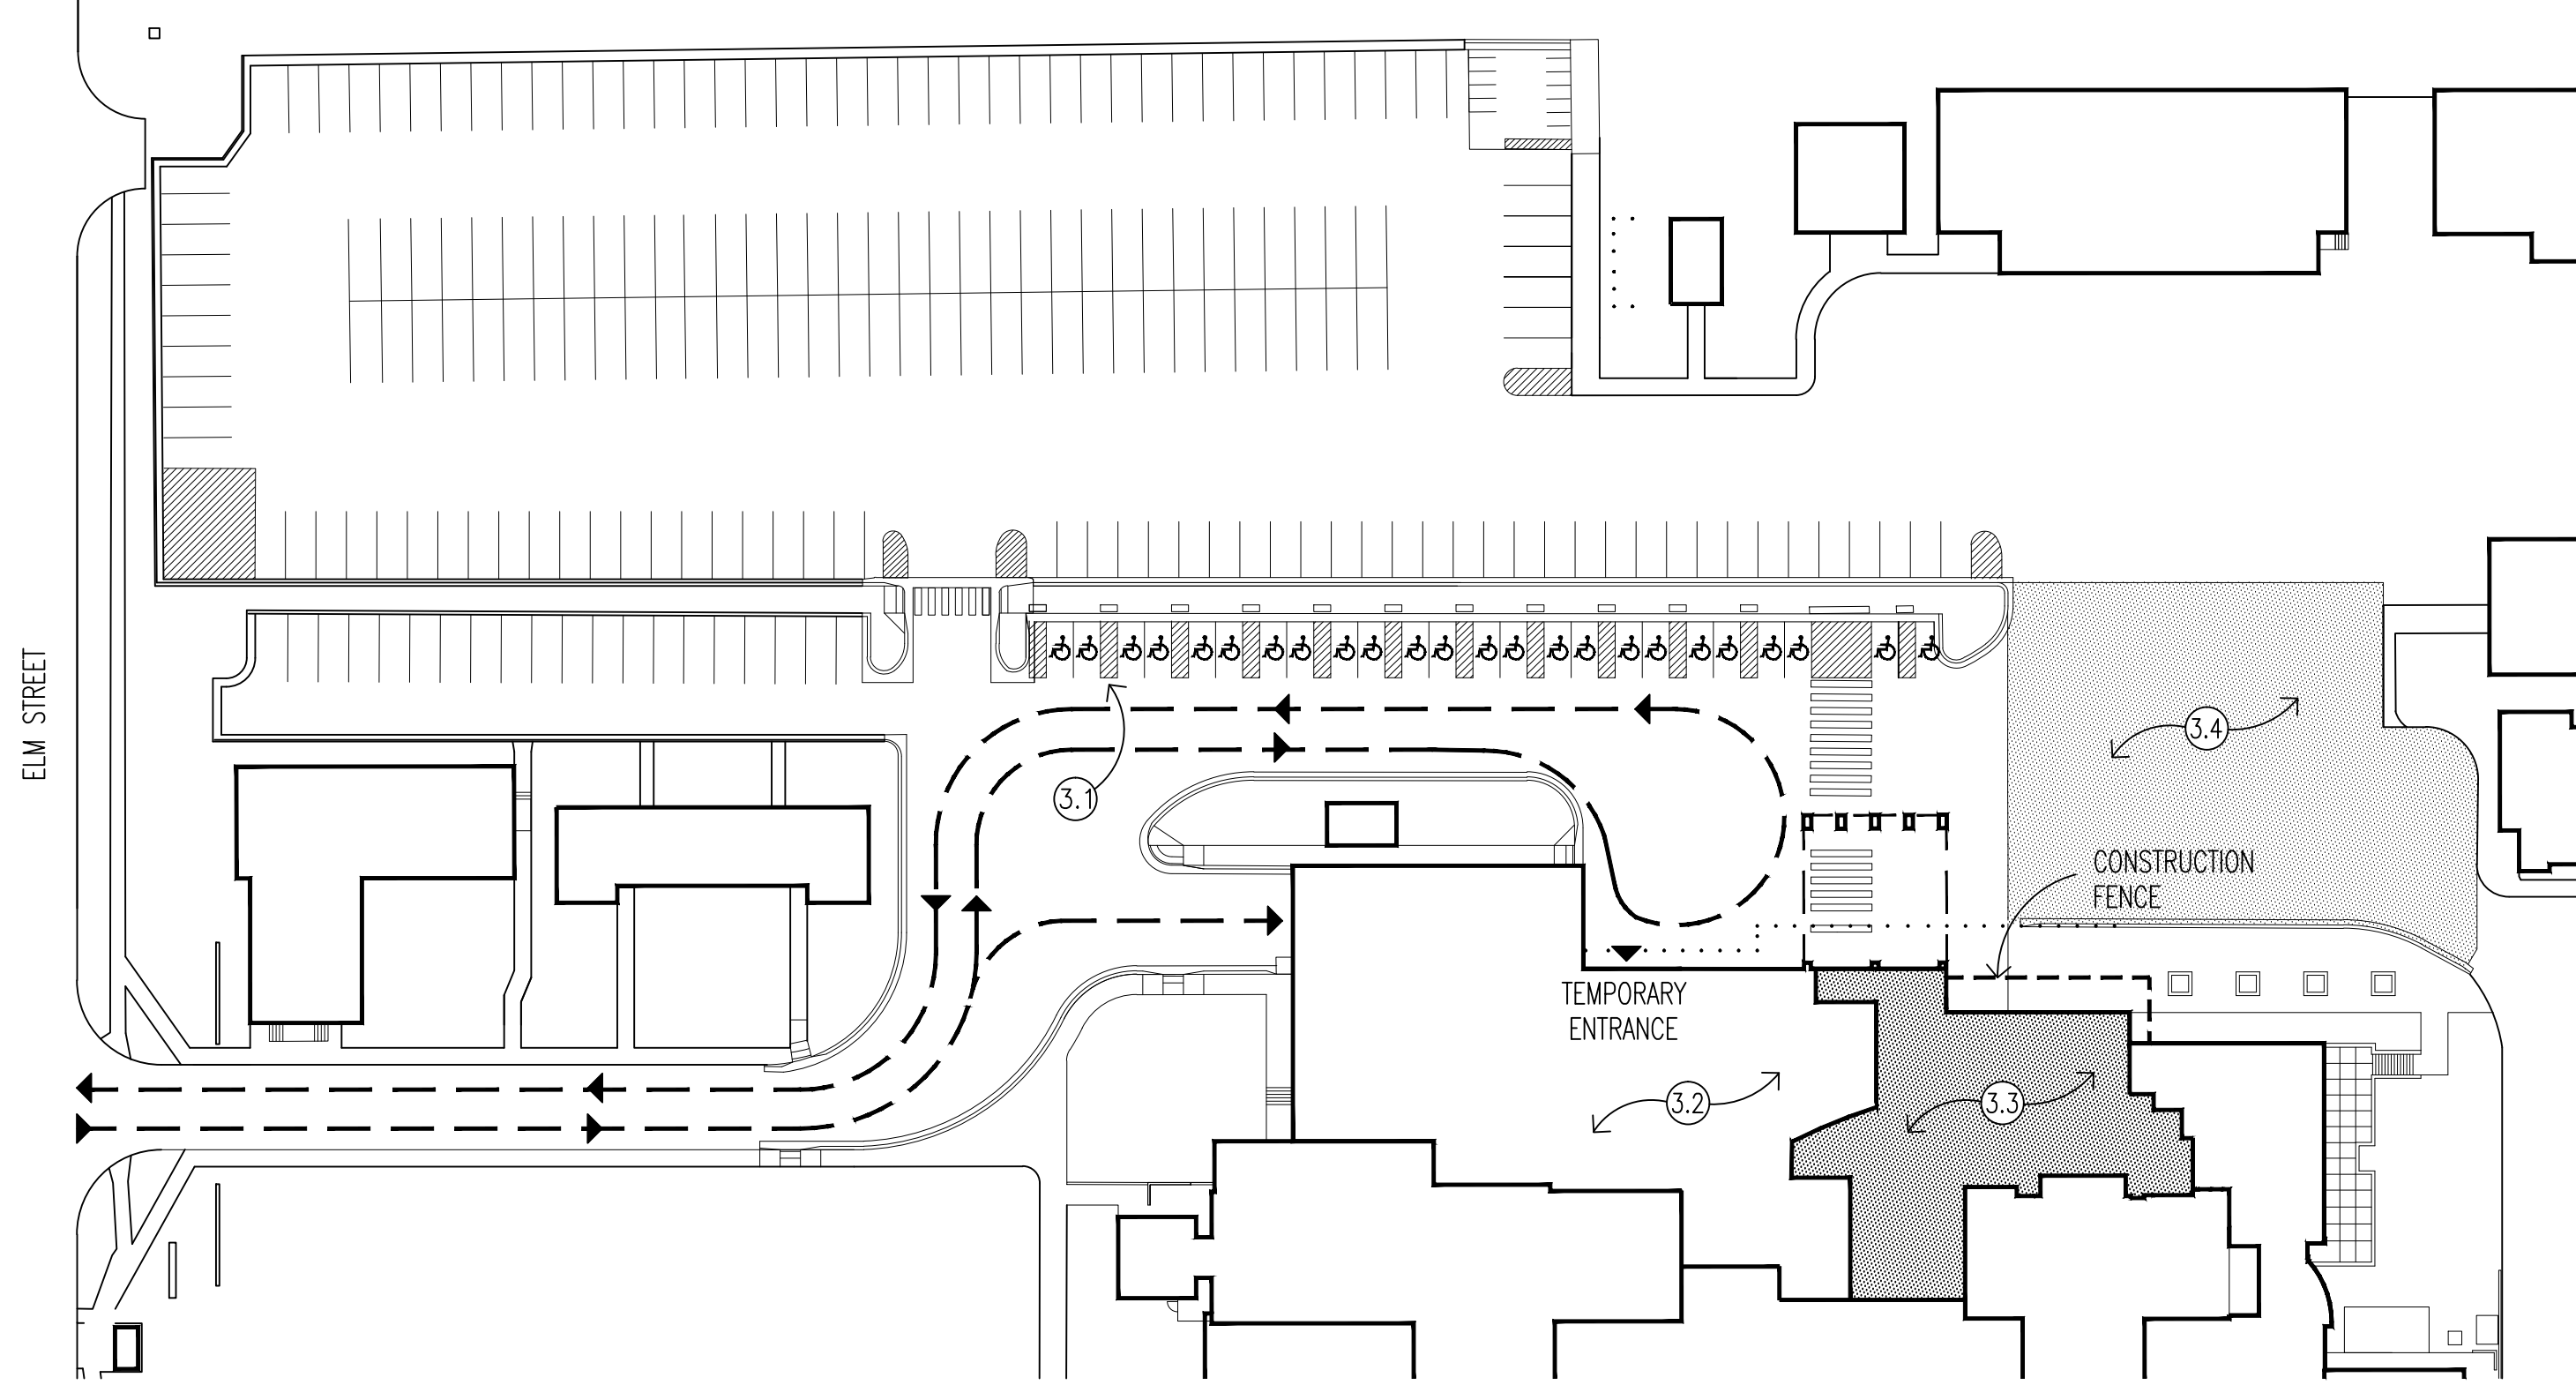 ELM STREET
3.1
3.4
CONSTRUCTION
FENCE
TEMPORARY
ENTRANCE
3.2
3.3